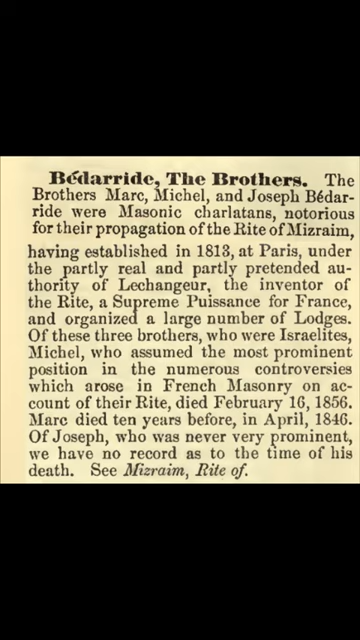 Bédarride, The Brothers. The
Brothers Marc, Michel, and Joseph Bédar-
ride were Masonic charlatans, notorious
for their propagation of the Rite of Mizraim,
having established in 1813, at Paris, under
the partly real and partly pretended au-
thority of Lechangeur, the inventor of
the Rite, a Supreme Puissance for France,
and organized a large number of Lodges.
Of these three brothers, who were Israelites,
Michel, who assumed the most prominent
position in the numerous controversies
which arose in French Masonry on ac-
count of their Rite, died February 16, 1856.
Marc died ten years before, in April, 1846.
Of Joseph, who was never very prominent,
we have no record as to the time of his
death. See Mizraim, Rite of.